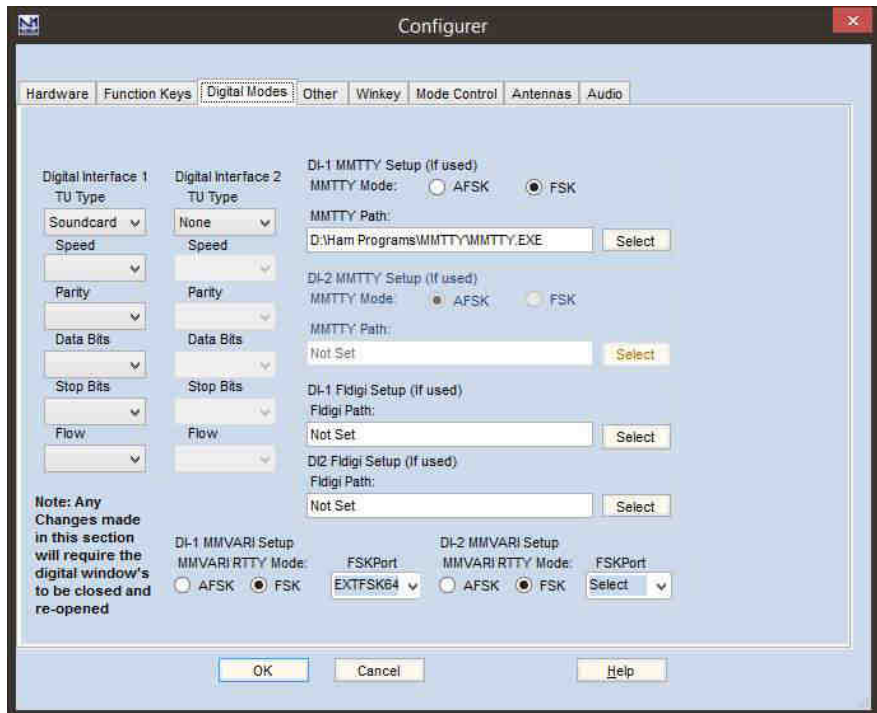 Configurer
Hardware Function Keys Digital Modes Other Winkey Mode Control Antennas Audio
Digital Interface 1
TU Type
Soundcard
Speed
Parity
Data Bits
Stop Bits
Flow
Digital Interface 2
TU Type
None
Speed
Parity
Data Bits
Stop Bits
Flow
DI-1 MMTTY Setup (If used)
MMTTY Mode: AFSK FSK
MMTTY Path:
D:\Ham Programs\MMTTY\MMTTY.EXE Select
DI-2 MMTTY Setup (If used)
MMTTY Mode: AFSK FSK
MMTTY Path:
Not Set Select
DI-1 Fldigi Setup (If used)
Fldigi Path:
Not Set Select
DI2 Fldigi Setup (If used)
Fldigi Path:
Not Set Select
Note: Any
Changes made
in this section
will require the
digital window's
to be closed and
re-opened
DI-1 MMVARI Setup
MMVARI RTTY Mode: FSKPort
AFSK FSK EXTFSK64
DI-2 MMVARI Setup
MMVARI RTTY Mode: FSKPort
AFSK FSK Select
OK Cancel Help